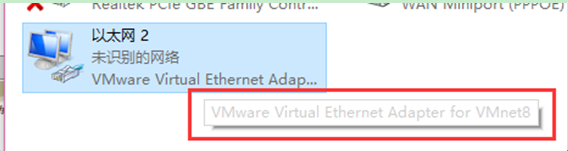 Realtek PCIe GBE Family Contr...
WAN Miniport (PPPOE)
以太网 2
未识别的网络
VMware Virtual Ethernet Adap...
VMware Virtual Ethernet Adapter for VMnet8